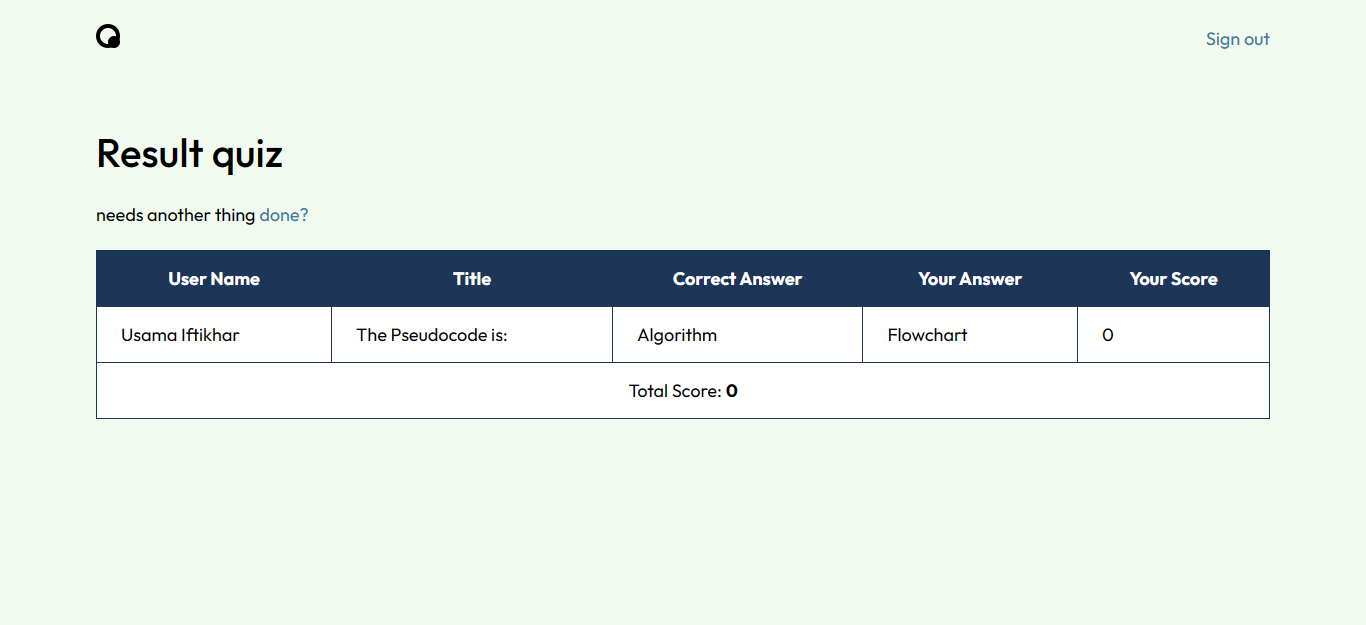 Sign out
Result quiz
needs another thing done?
User Name Title Correct Answer Your Answer Your Score
Usama Iftikhar The Pseudocode is: Algorithm Flowchart 0
Total Score: 0